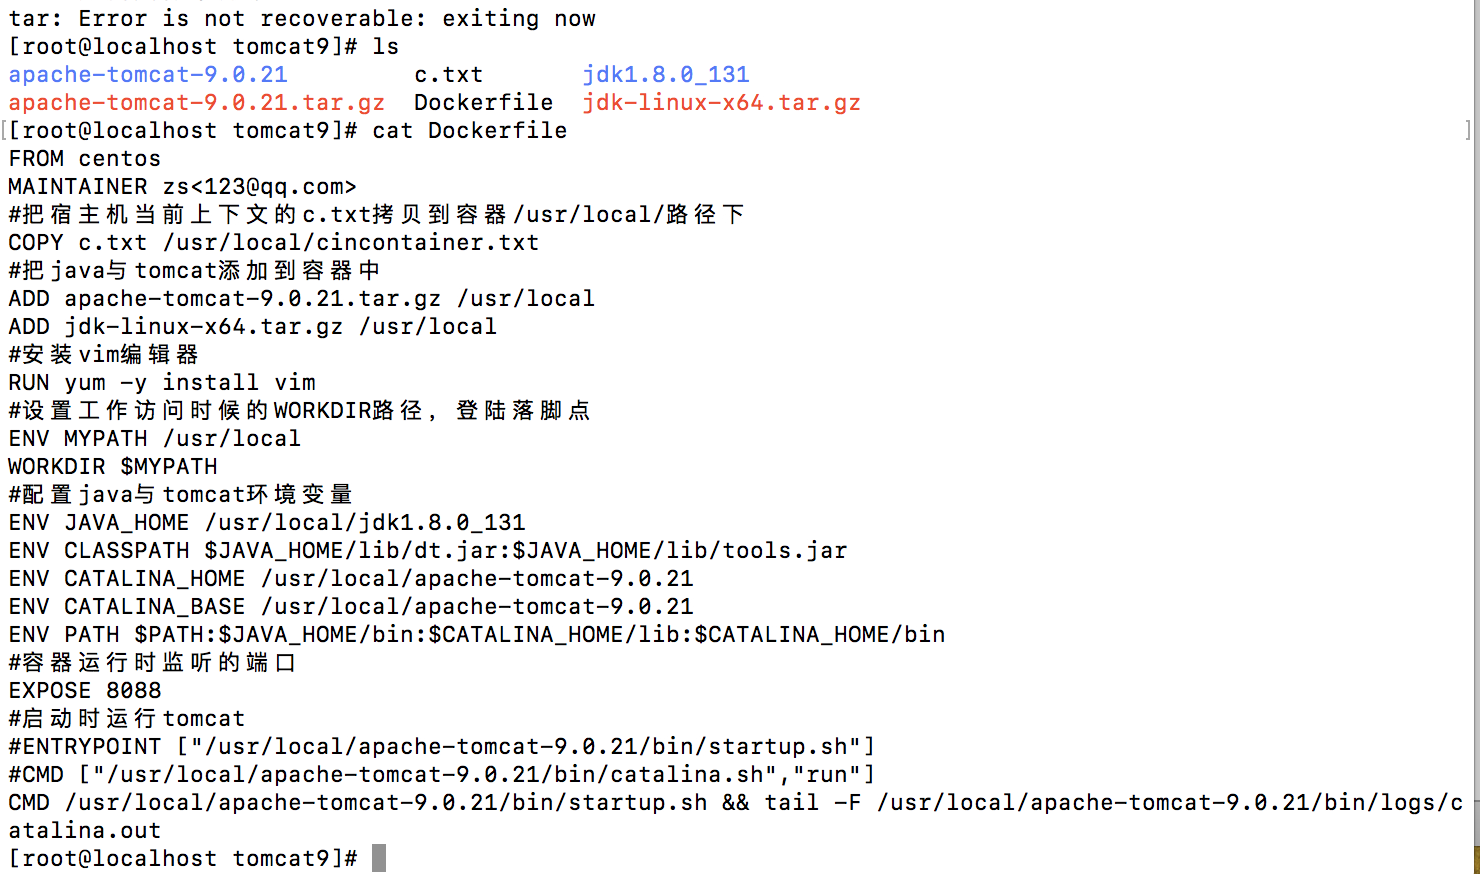 tar: Error is not recoverable: exiting now
[root@localhost tomcat9]# ls
apache-tomcat-9.0.21         c.txt       jdk1.8.0_131
apache-tomcat-9.0.21.tar.gz  Dockerfile  jdk-linux-x64.tar.gz
[[root@localhost tomcat9]# cat Dockerfile ]
FROM centos
MAINTAINER zs<123@qq.com>
#把宿主机当前上下文的c.txt拷贝到容器/usr/local/路径下
COPY c.txt /usr/local/cincontainer.txt
#把java与tomcat添加到容器中
ADD apache-tomcat-9.0.21.tar.gz /usr/local
ADD jdk-linux-x64.tar.gz /usr/local
#安装vim编辑器
RUN yum -y install vim
#设置工作访问时候的WORKDIR路径，登陆落脚点
ENV MYPATH /usr/local
WORKDIR $MYPATH
#配置java与tomcat环境变量
ENV JAVA_HOME /usr/local/jdk1.8.0_131
ENV CLASSPATH $JAVA_HOME/lib/dt.jar:$JAVA_HOME/lib/tools.jar
ENV CATALINA_HOME /usr/local/apache-tomcat-9.0.21
ENV CATALINA_BASE /usr/local/apache-tomcat-9.0.21
ENV PATH $PATH:$JAVA_HOME/bin:$CATALINA_HOME/lib:$CATALINA_HOME/bin
#容器运行时监听的端口
EXPOSE 8088
#启动时运行tomcat
#ENTRYPOINT ["/usr/local/apache-tomcat-9.0.21/bin/startup.sh"]
#CMD ["/usr/local/apache-tomcat-9.0.21/bin/catalina.sh","run"]
CMD /usr/local/apache-tomcat-9.0.21/bin/startup.sh && tail -F /usr/local/apache-tomcat-9.0.21/bin/logs/c
atalina.out
[root@localhost tomcat9]#